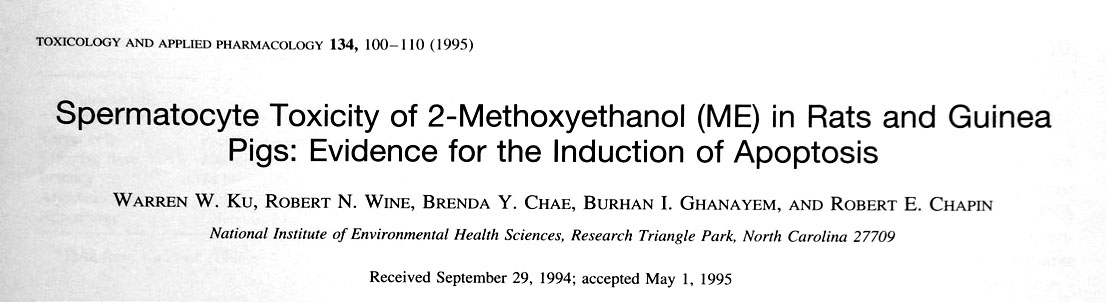 TOXICOLOGY AND APPLIED PHARMACOLOGY 134, 100–110 (1995)
Spermatocyte Toxicity of 2-Methoxyethanol (ME) in Rats and Guinea
Pigs: Evidence for the Induction of Apoptosis
WARREN W. KU, ROBERT N. WINE, BRENDA Y. CHAE, BURHAN I. GHANAYEM, AND ROBERT E. CHAPIN
National Institute of Environmental Health Sciences, Research Triangle Park, North Carolina 27709
Received September 29, 1994; accepted May 1, 1995